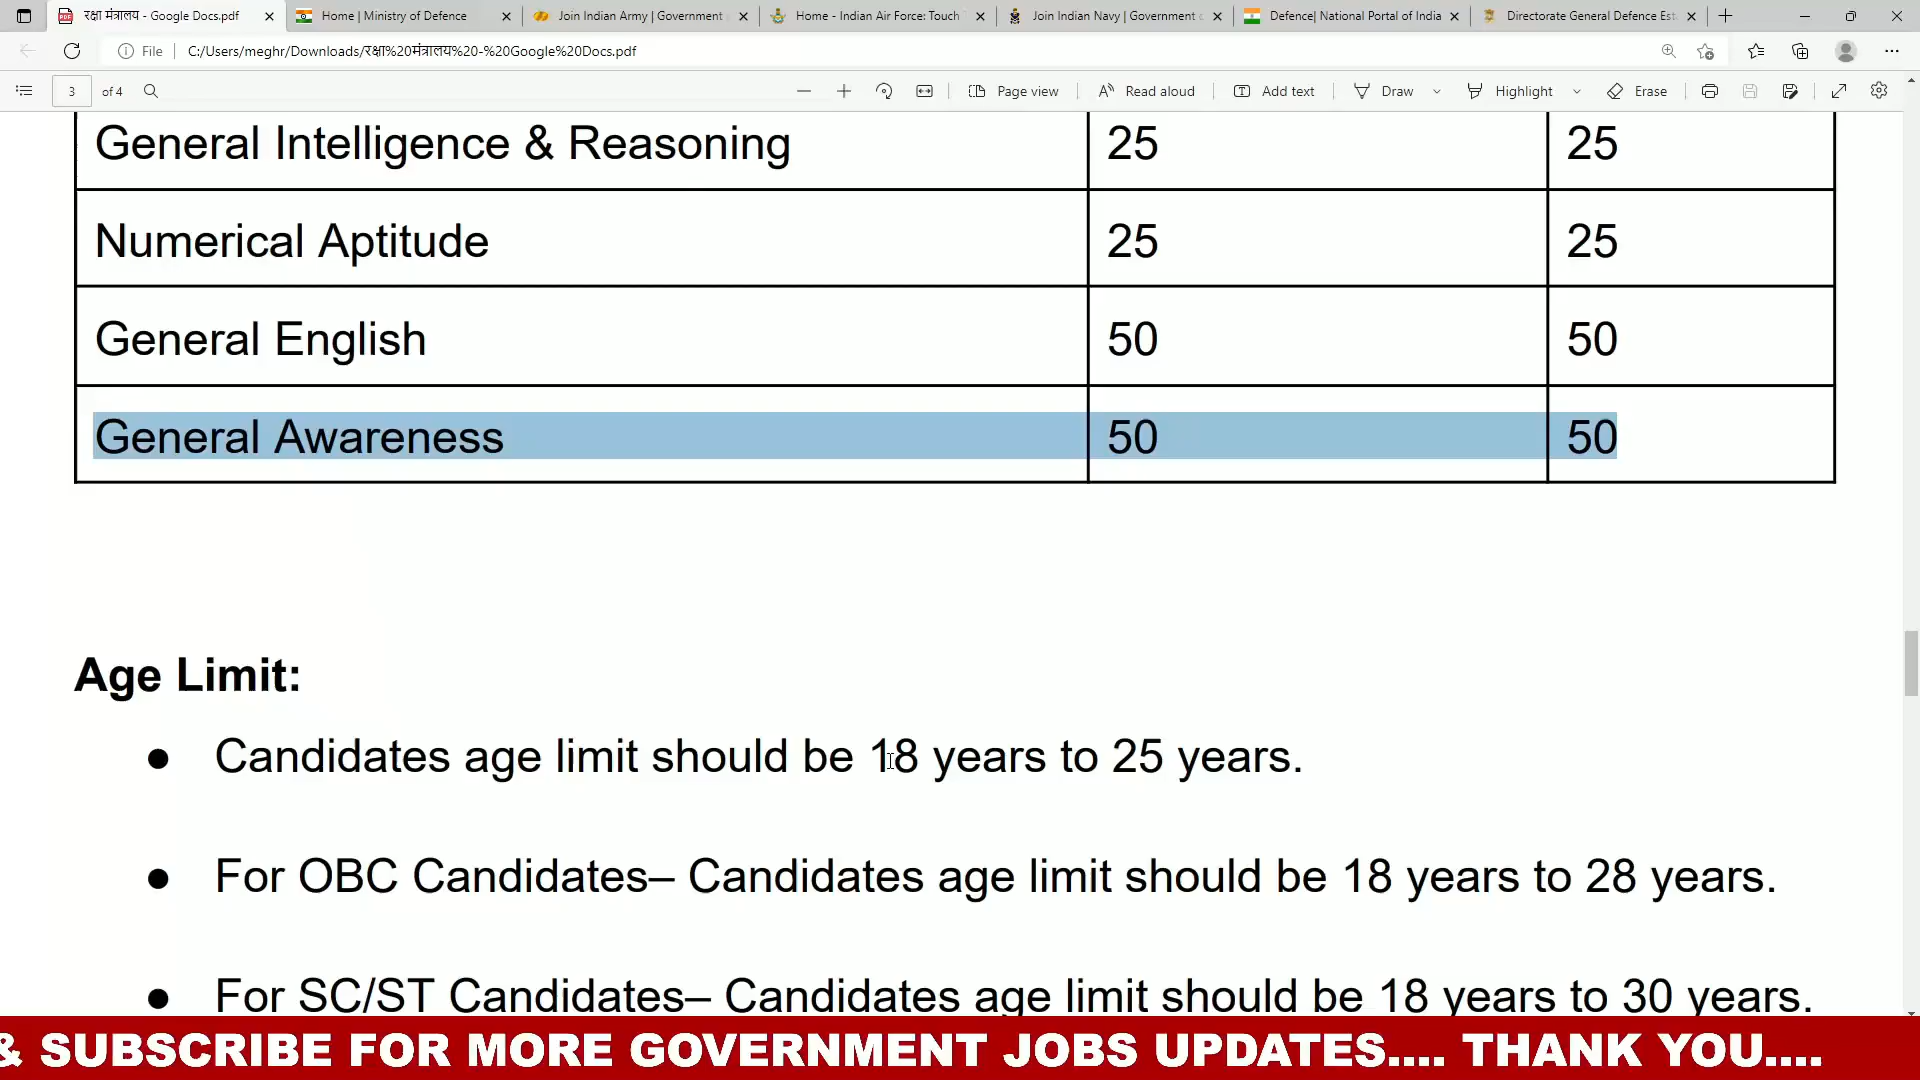 रक्षा मंत्रालय - Google Docs.pdf
Home | Ministry of Defence
Join Indian Army | Government
Home - Indian Air Force: Touch
Join Indian Navy | Government
Defence| National Portal of India
Directorate General Defence Est
File C:/Users/meghr/Downloads/रक्षा%20मंत्रालय%20-%20Google%20Docs.pdf
3 of 4 Page view Read aloud Add text Draw Highlight Erase
General Intelligence & Reasoning 25 25
Numerical Aptitude 25 25
General English 50 50
General Awareness 50 50
Age Limit:
● Candidates age limit should be 18 years to 25 years.
● For OBC Candidates– Candidates age limit should be 18 years to 28 years.
● For SC/ST Candidates– Candidates age limit should be 18 years to 30 years.
& SUBSCRIBE FOR MORE GOVERNMENT JOBS UPDATES.... THANK YOU....